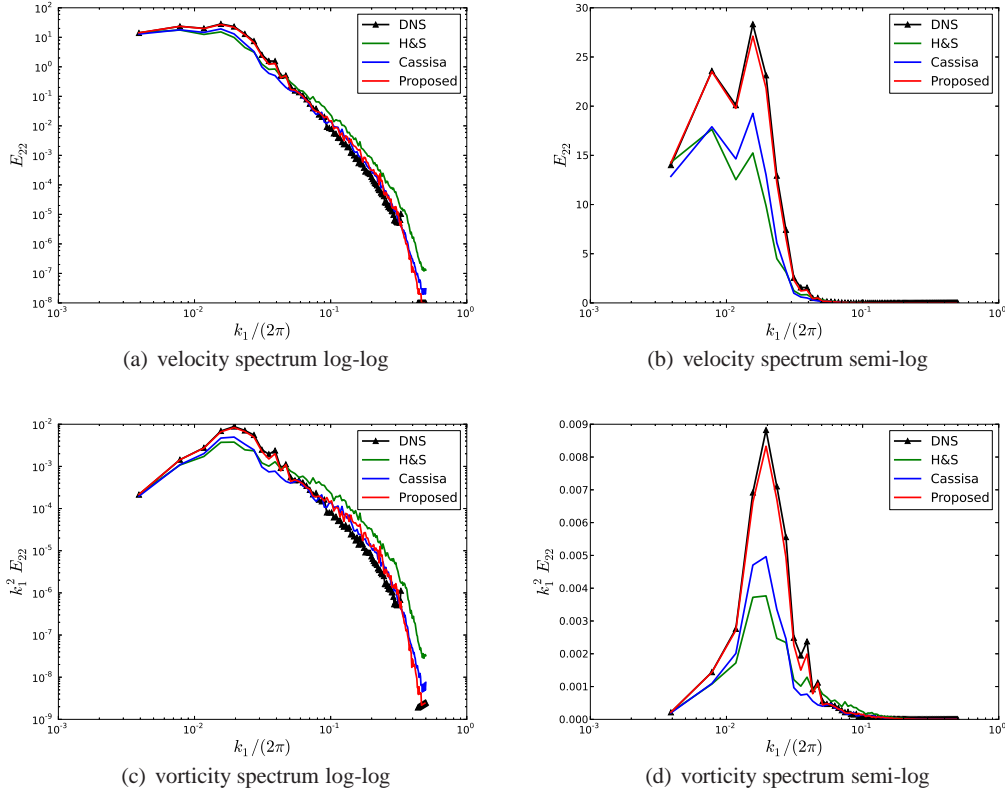 10^2
10^1
10^0
10^-1
10^-2
10^-3
10^-4
10^-5
10^-6
10^-7
10^-8
E_22
10^-3 10^-2 10^-1 10^0
k_1/(2π)
DNS
H&S
Cassisa
Proposed
(a) velocity spectrum log-log
30
25
20
15
10
5
0
E_22
10^-3 10^-2 10^-1 10^0
k_1/(2π)
DNS
H&S
Cassisa
Proposed
(b) velocity spectrum semi-log
10^-2
10^-3
10^-4
10^-5
10^-6
10^-7
10^-8
10^-9
k_1^2 E_22
10^-3 10^-2 10^-1 10^0
k_1/(2π)
DNS
H&S
Cassisa
Proposed
(c) vorticity spectrum log-log
0.009
0.008
0.007
0.006
0.005
0.004
0.003
0.002
0.001
0.000
k_1^2 E_22
10^-3 10^-2 10^-1 10^0
k_1/(2π)
DNS
H&S
Cassisa
Proposed
(d) vorticity spectrum semi-log